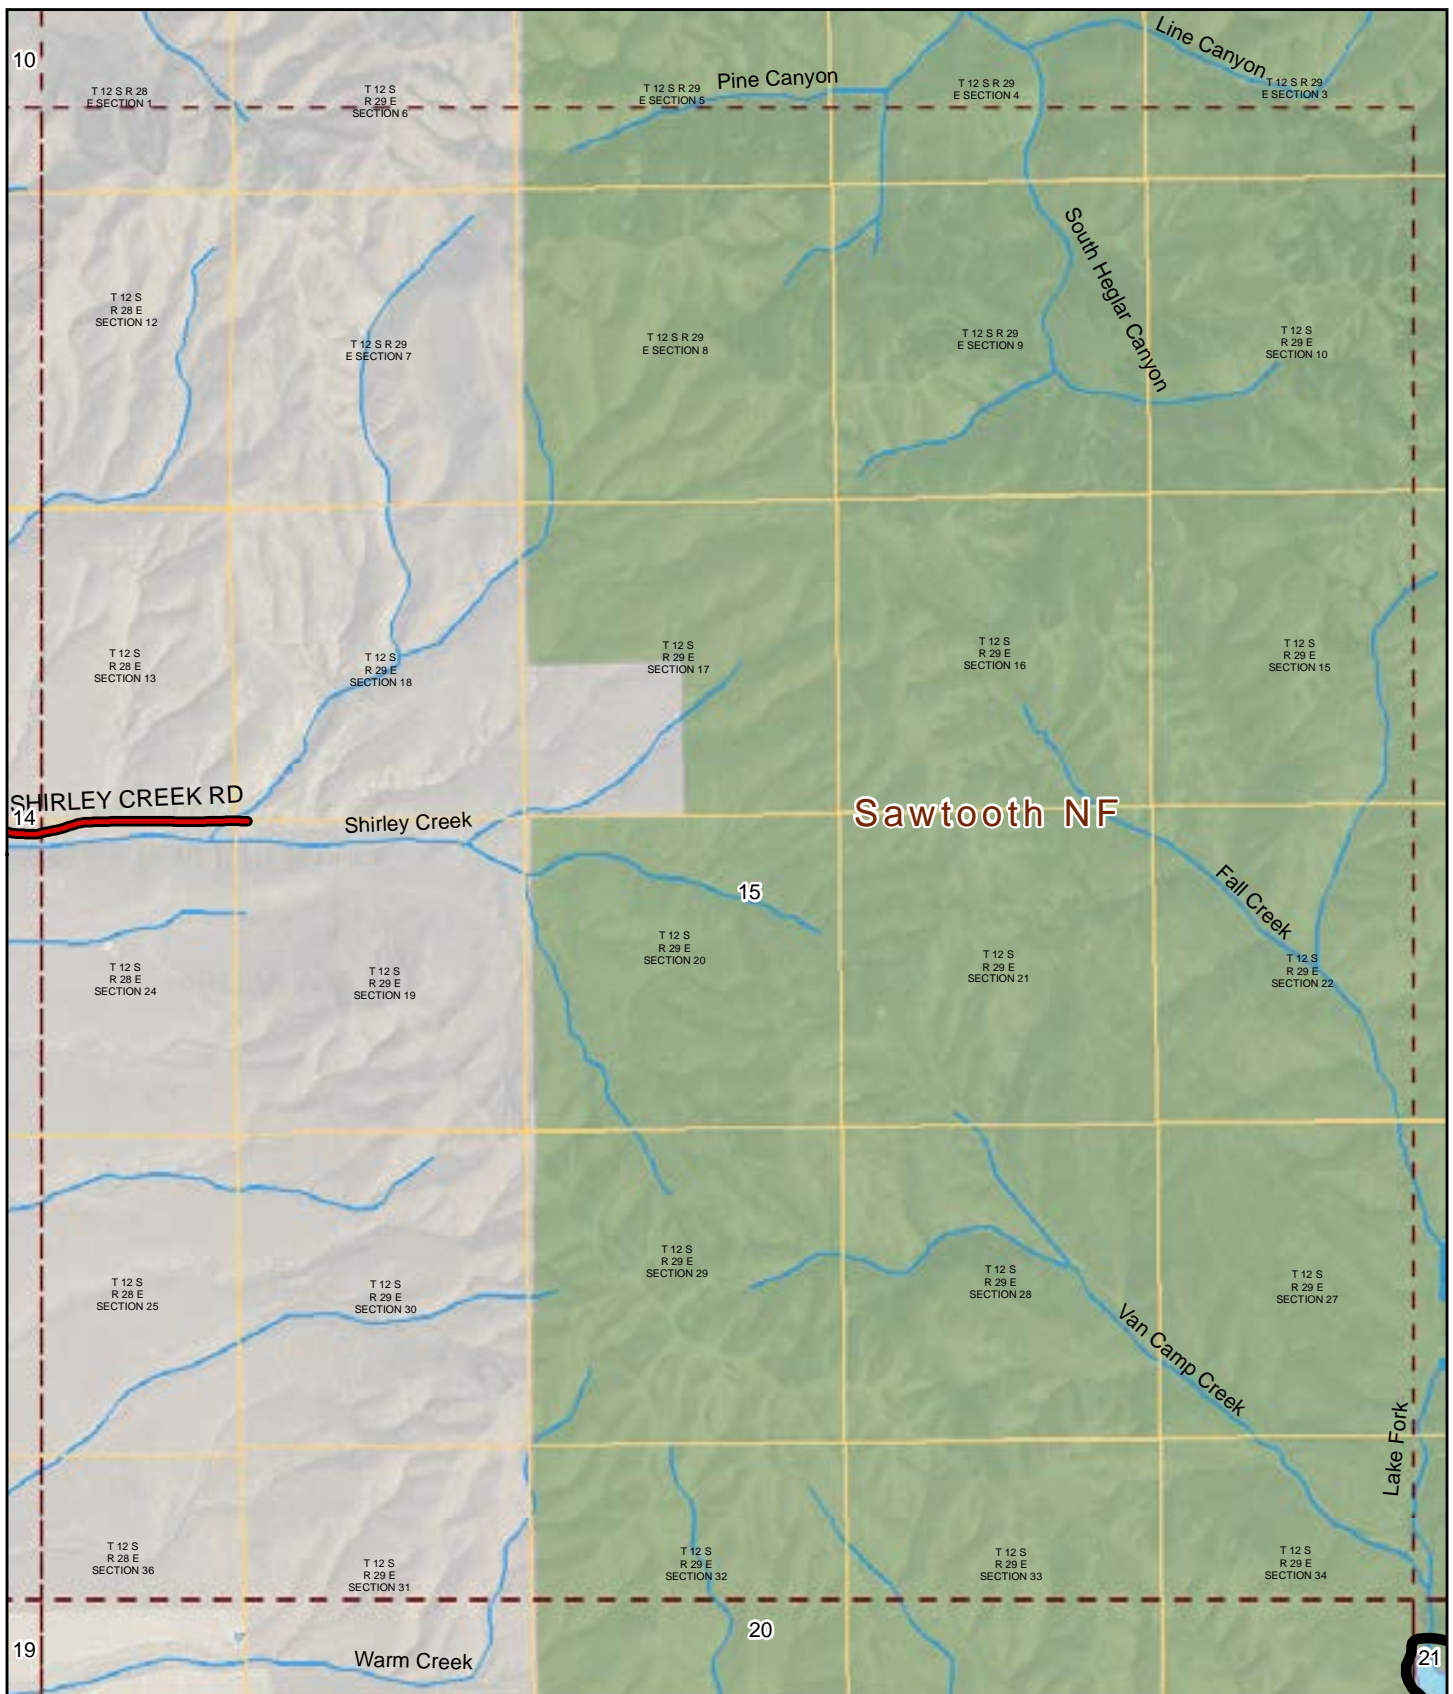 Line Canyon
10
Pine Canyon
T 12 S R 28
E SECTION 1
T 12 S
R 29 E
SECTION 6
T 12 S R 29
E SECTION 5
T 12 S R 29
E SECTION 4
T 12 S R 29
E SECTION 3
South Heglar Canyon
T 12 S
R 28 E
SECTION 12
T 12 S R 29
E SECTION 7
T 12 S R 29
E SECTION 8
T 12 S R 29
E SECTION 9
T 12 S
R 29 E
SECTION 10
T 12 S
R 28 E
SECTION 13
T 12 S
R 29 E
SECTION 18
T 12 S
R 29 E
SECTION 17
T 12 S
R 29 E
SECTION 16
T 12 S
R 29 E
SECTION 15
SHIRLEY CREEK RD
14
Shirley Creek
Sawtooth NF
15
Fall Creek
T 12 S
R 28 E
SECTION 24
T 12 S
R 29 E
SECTION 19
T 12 S
R 29 E
SECTION 20
T 12 S
R 29 E
SECTION 21
T 12 S
R 29 E
SECTION 22
T 12 S
R 28 E
SECTION 25
T 12 S
R 29 E
SECTION 30
T 12 S
R 29 E
SECTION 29
T 12 S
R 29 E
SECTION 28
T 12 S
R 29 E
SECTION 27
Van Camp Creek
Lake Fork
T 12 S
R 28 E
SECTION 36
T 12 S
R 29 E
SECTION 31
T 12 S
R 29 E
SECTION 32
T 12 S
R 29 E
SECTION 33
T 12 S
R 29 E
SECTION 34
19
Warm Creek
20
21